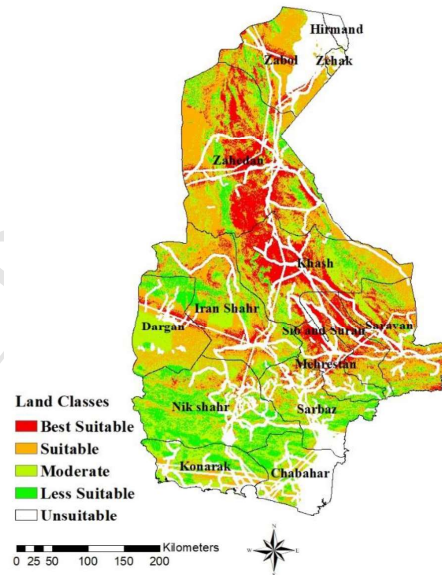 Hirmand
Zabol
Zehak
Zahedan
Khash
Iran Shahr
Dargan
Sib and Suran
Saravan
Mehrestan
Nik shahr
Sarbaz
Konarak
Chabahar
Land Classes
Best Suitable
Suitable
Moderate
Less Suitable
Unsuitable
Kilometers
0 25 50 100 150 200
N
W E
S